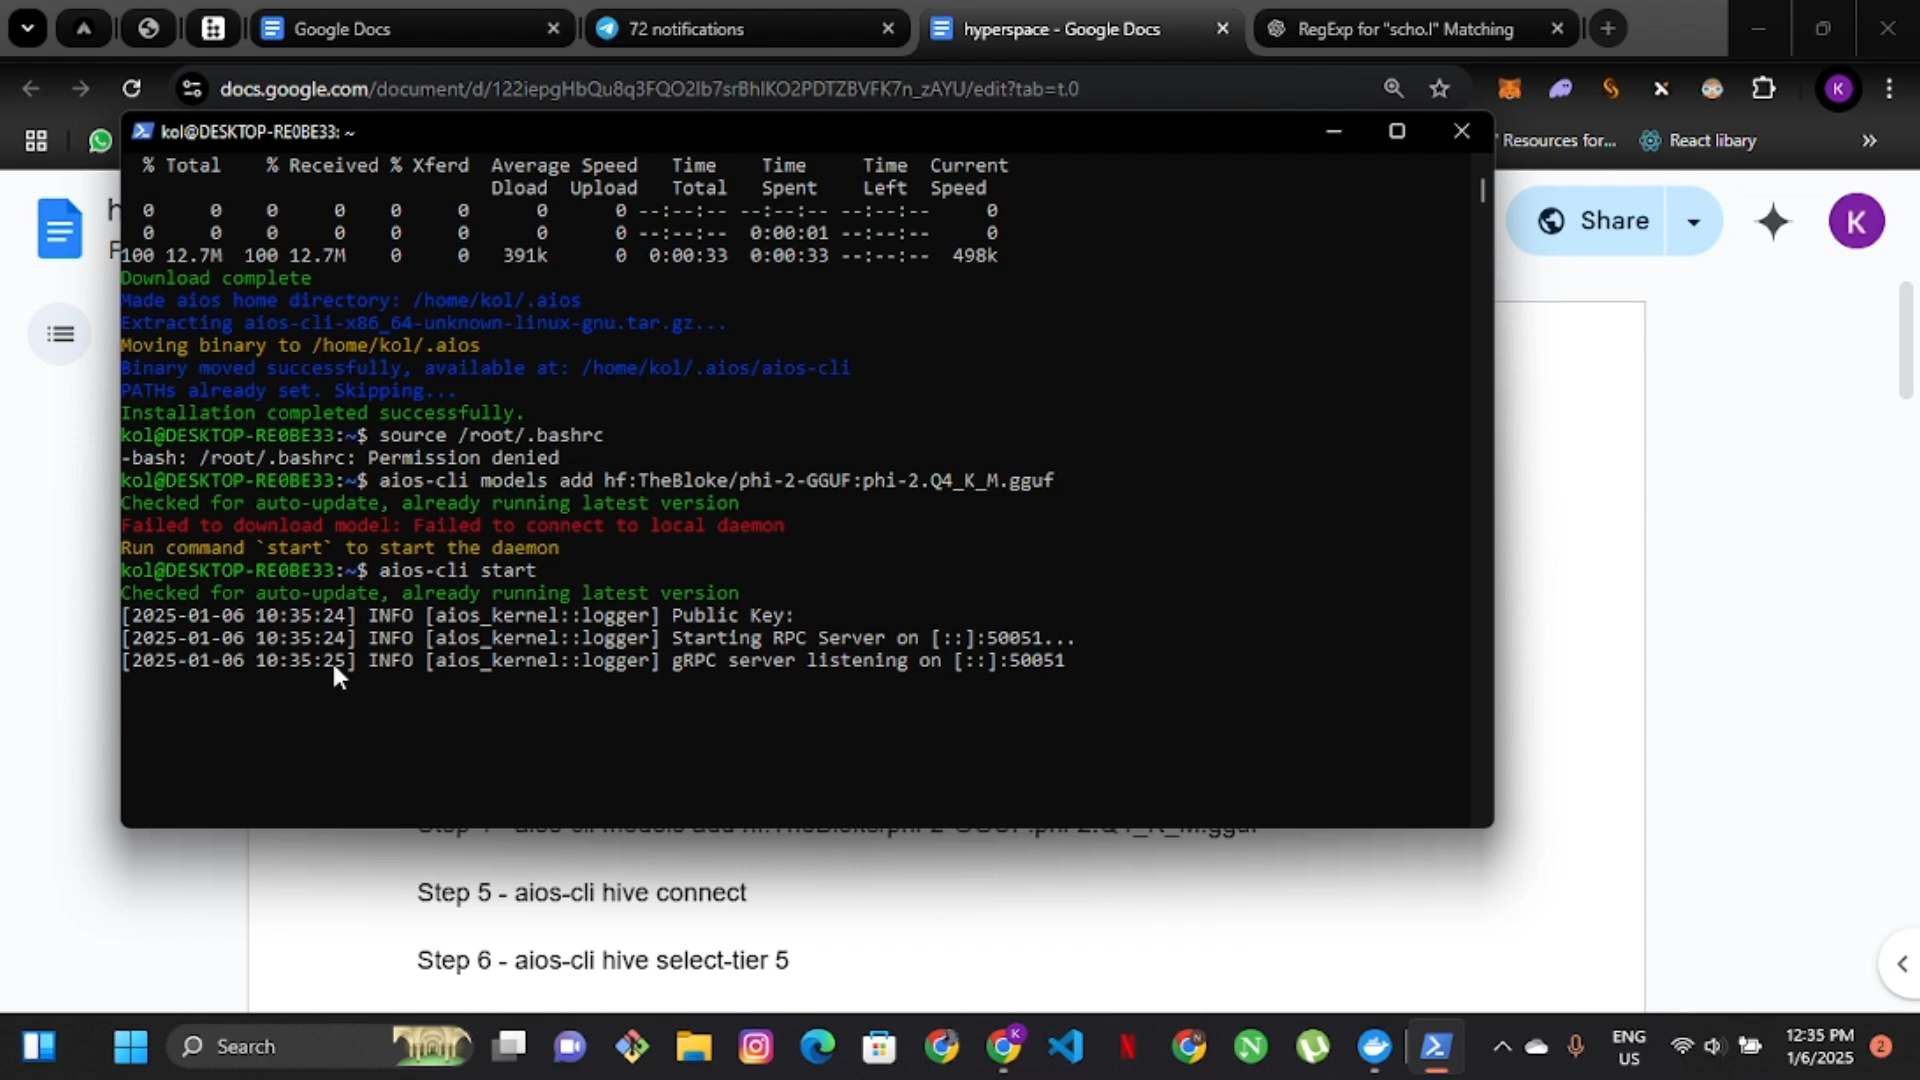 Google Docs
72 notifications
hyperspace - Google Docs
RegExp for "scho.l" Matching
docs.google.com/document/d/122iepgHbQu8q3FQO2lb7srBhlKO2PDTZBVFK7n_zAYU/edit?tab=t.0
K
kol@DESKTOP-RE0BE33: ~
Resources for...
React libary
% Total % Received % Xferd Average Speed Time Time Time Current
Dload Upload Total Spent Left Speed
0 0 0 0 0 0 0 0 --:--:-- --:--:-- --:--:-- 0
0 0 0 0 0 0 0 0 --:--:-- 0:00:01 --:--:-- 0
100 12.7M 100 12.7M 0 0 391k 0 0:00:33 0:00:33 --:--:-- 498k
Download complete
Made aios home directory: /home/kol/.aios
Extracting aios-cli-x86_64-unknown-linux-gnu.tar.gz...
Moving binary to /home/kol/.aios
Binary moved successfully, available at: /home/kol/.aios/aios-cli
PATHs already set. Skipping...
Installation completed successfully.
kol@DESKTOP-RE0BE33:~$ source /root/.bashrc
-bash: /root/.bashrc: Permission denied
kol@DESKTOP-RE0BE33:~$ aios-cli models add hf:TheBloke/phi-2-GGUF:phi-2.Q4_K_M.gguf
Checked for auto-update, already running latest version
Failed to download model: Failed to connect to local daemon
Run command `start` to start the daemon
kol@DESKTOP-RE0BE33:~$ aios-cli start
Checked for auto-update, already running latest version
[2025-01-06 10:35:24] INFO [aios_kernel::logger] Public Key:
[2025-01-06 10:35:24] INFO [aios_kernel::logger] Starting RPC Server on [::]:50051...
[2025-01-06 10:35:25] INFO [aios_kernel::logger] gRPC server listening on [::]:50051
Share
K
Step 5 - aios-cli hive connect
Step 6 - aios-cli hive select-tier 5
Search
K
ENG
US
12:35 PM
1/6/2025
2